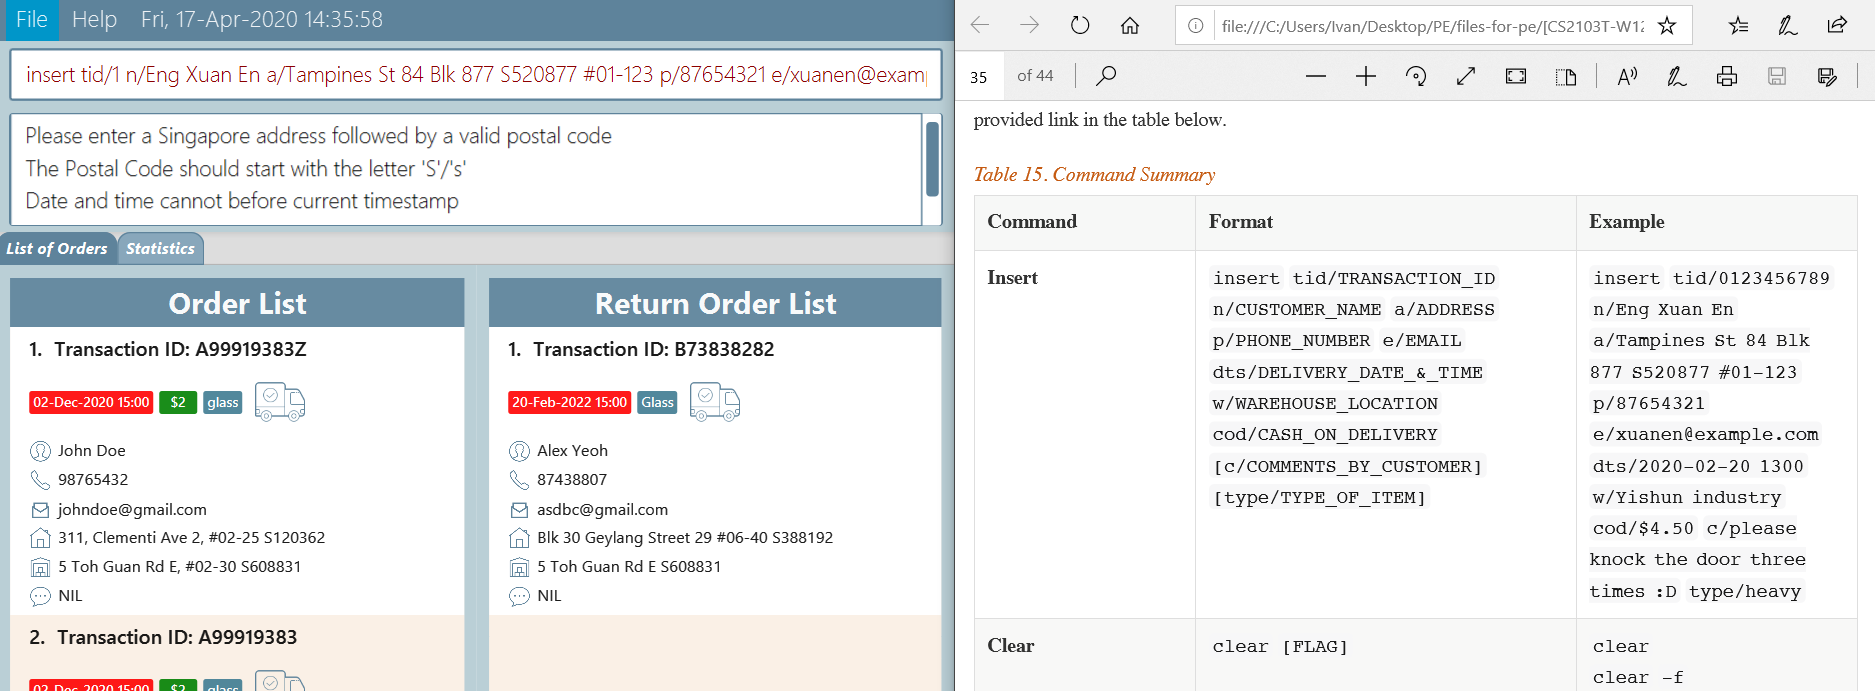 File Help Fri, 17-Apr-2020 14:35:58
insert tid/1 n/Eng Xuan En a/Tampines St 84 Blk 877 S520877 #01-123 p/87654321 e/xuanen@exam
Please enter a Singapore address followed by a valid postal code
The Postal Code should start with the letter 'S'/'s'
Date and time cannot before current timestamp
List of Orders Statistics
Order List
1. Transaction ID: A99919383Z
02-Dec-2020 15:00 $2 glass
John Doe
98765432
johndoe@gmail.com
311, Clementi Ave 2, #02-25 S120362
5 Toh Guan Rd E, #02-30 S608831
NIL
2. Transaction ID: A99919383
02-Dec-2020 15:00 $2 glass
Return Order List
1. Transaction ID: B73838282
20-Feb-2022 15:00 Glass
Alex Yeoh
87438807
asdbc@gmail.com
Blk 30 Geylang Street 29 #06-40 S388192
5 Toh Guan Rd E S608831
NIL
file:///C:/Users/Ivan/Desktop/PE/files-for-pe/[CS2103T-W12
35 of 44
provided link in the table below.
Table 15. Command Summary
Command Format Example
Insert
insert tid/TRANSACTION_ID
n/CUSTOMER_NAME a/ADDRESS
p/PHONE_NUMBER e/EMAIL
dts/DELIVERY_DATE_&_TIME
w/WAREHOUSE_LOCATION
cod/CASH_ON_DELIVERY
[c/COMMENTS_BY_CUSTOMER]
[type/TYPE_OF_ITEM]
insert tid/0123456789
n/Eng Xuan En
a/Tampines St 84 Blk
877 S520877 #01-123
p/87654321
e/xuanen@example.com
dts/2020-02-20 1300
w/Yishun industry
cod/$4.50 c/please
knock the door three
times :D type/heavy
Clear
clear [FLAG]
clear
clear -f